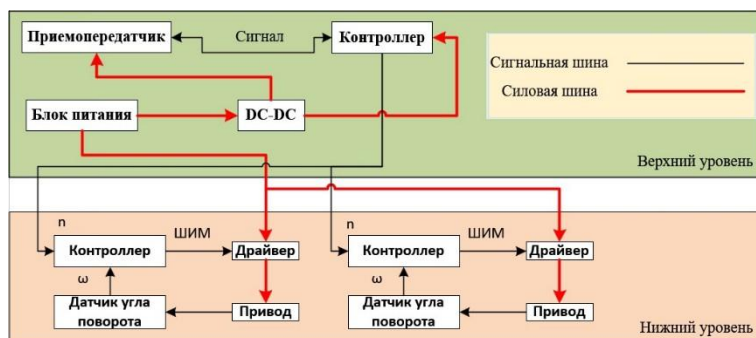 Приемопередатчик
Сигнал
Контроллер
Сигнальная шина
Силовая шина
Блок питания
DC-DC
Верхний уровень
n
Контроллер
ШИМ
Драйвер
ω
Датчик угла
поворота
Привод
n
Контроллер
ШИМ
Драйвер
ω
Датчик угла
поворота
Привод
Нижний уровень